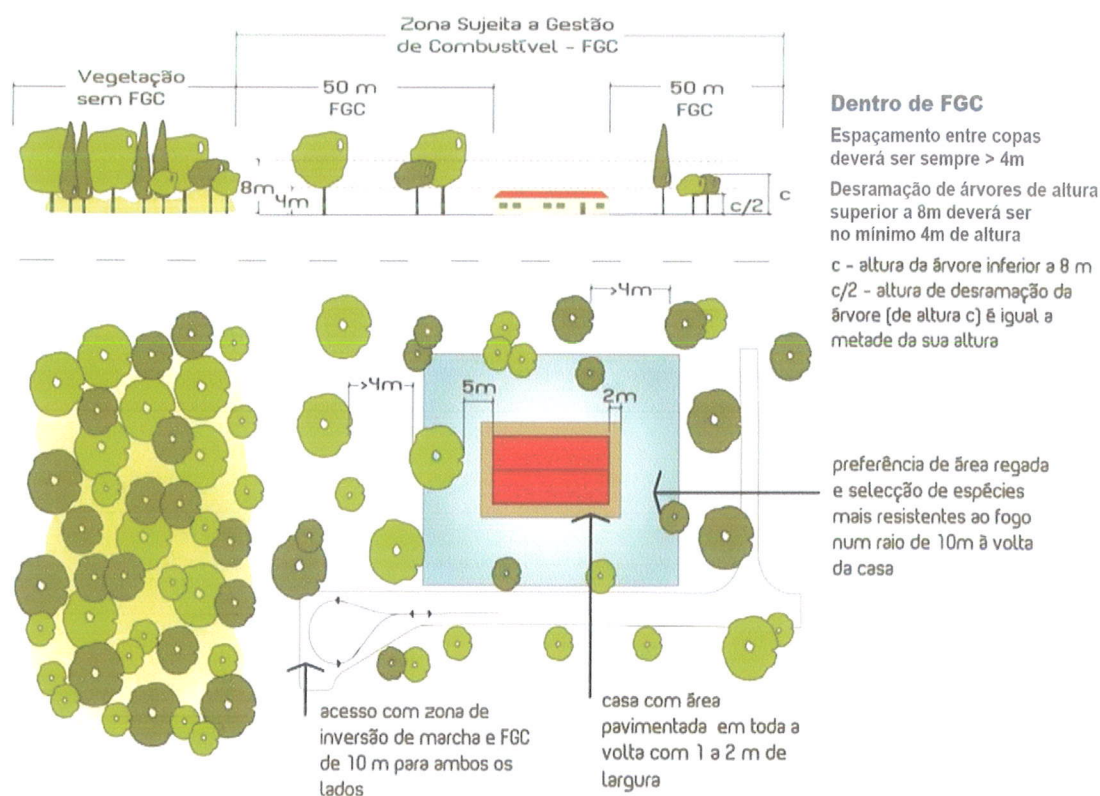 Zona Sujeita a Gestão
de Combustível - FGC
Vegetação
sem FGC
50 m
FGC
50 m
FGC
8m
4m
c/2
c
Dentro de FGC
Espaçamento entre copas
deverá ser sempre > 4m
Desramação de árvores de altura
superior a 8m deverá ser
no mínimo 4m de altura
c - altura da árvore inferior a 8 m
c/2 - altura de desramação da
árvore (de altura c) é igual a
metade da sua altura
>4m
>4m
5m
2m
preferência de área regada
e selecção de espécies
mais resistentes ao fogo
num raio de 10m à volta
da casa
acesso com zona de
inversão de marcha e FGC
de 10 m para ambos os
lados
casa com área
pavimentada em toda a
volta com 1 a 2 m de
largura